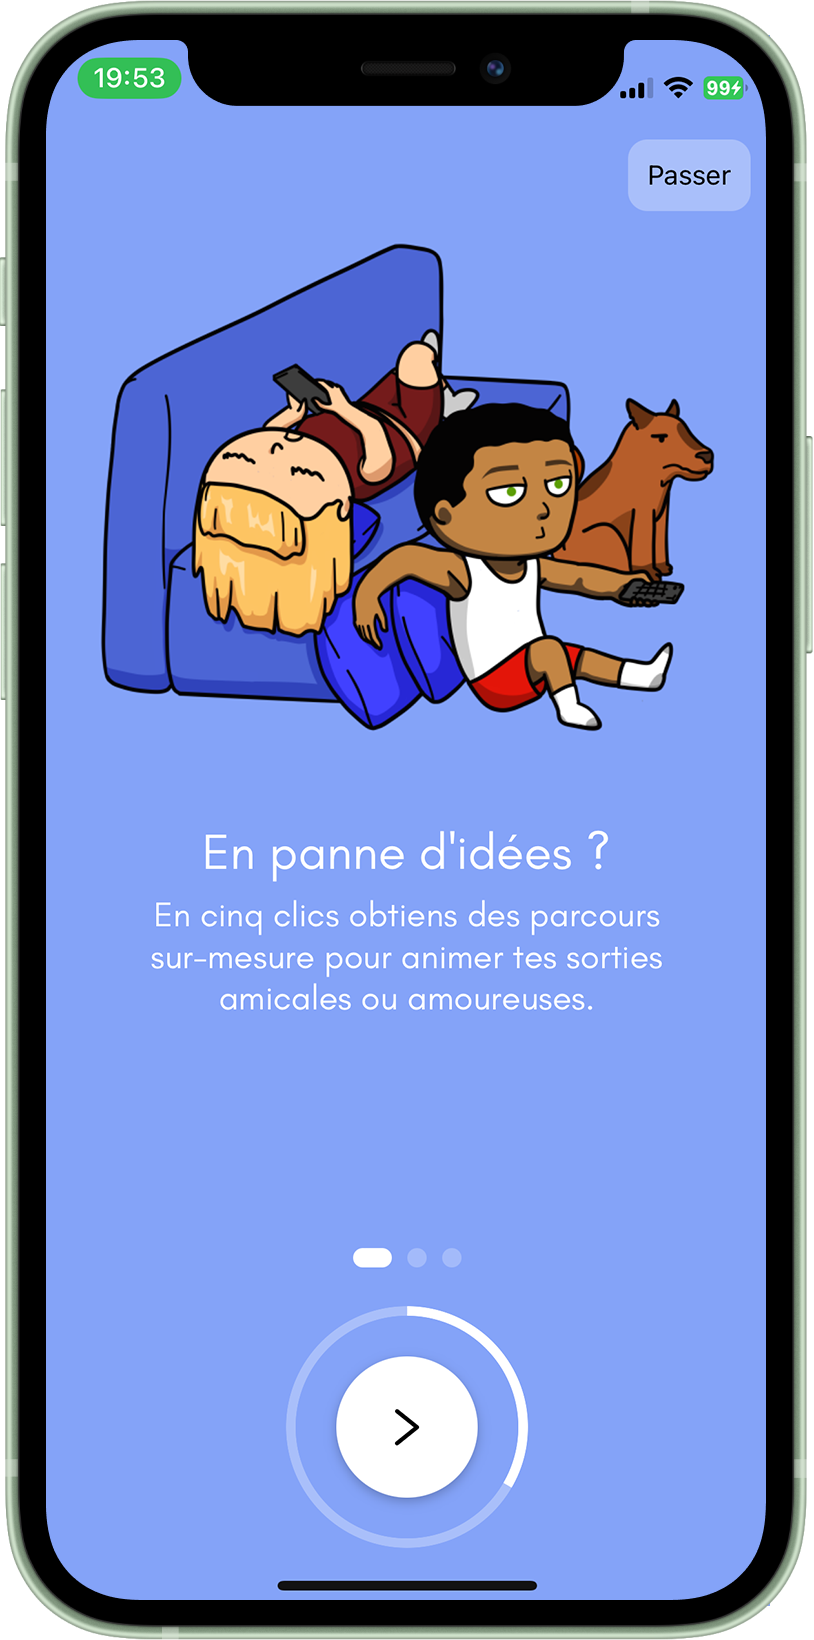 19:53
99
Passer
En panne d'idées ?
En cinq clics obtiens des parcours
sur-mesure pour animer tes sorties
amicales ou amoureuses.